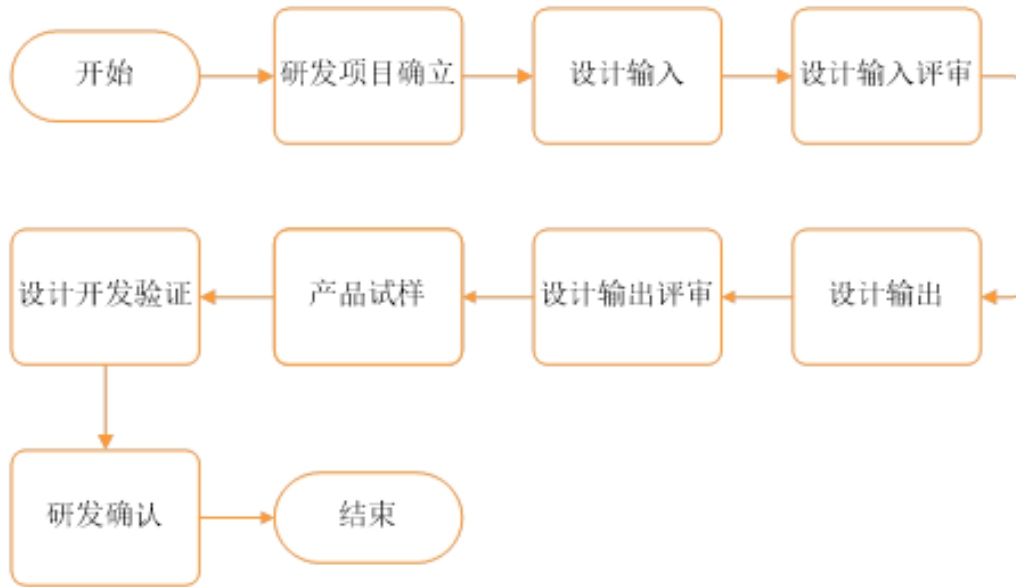 开始
研发项目确立
设计输入
设计输入评审
设计输出
设计输出评审
产品试样
设计开发验证
研发确认
结束